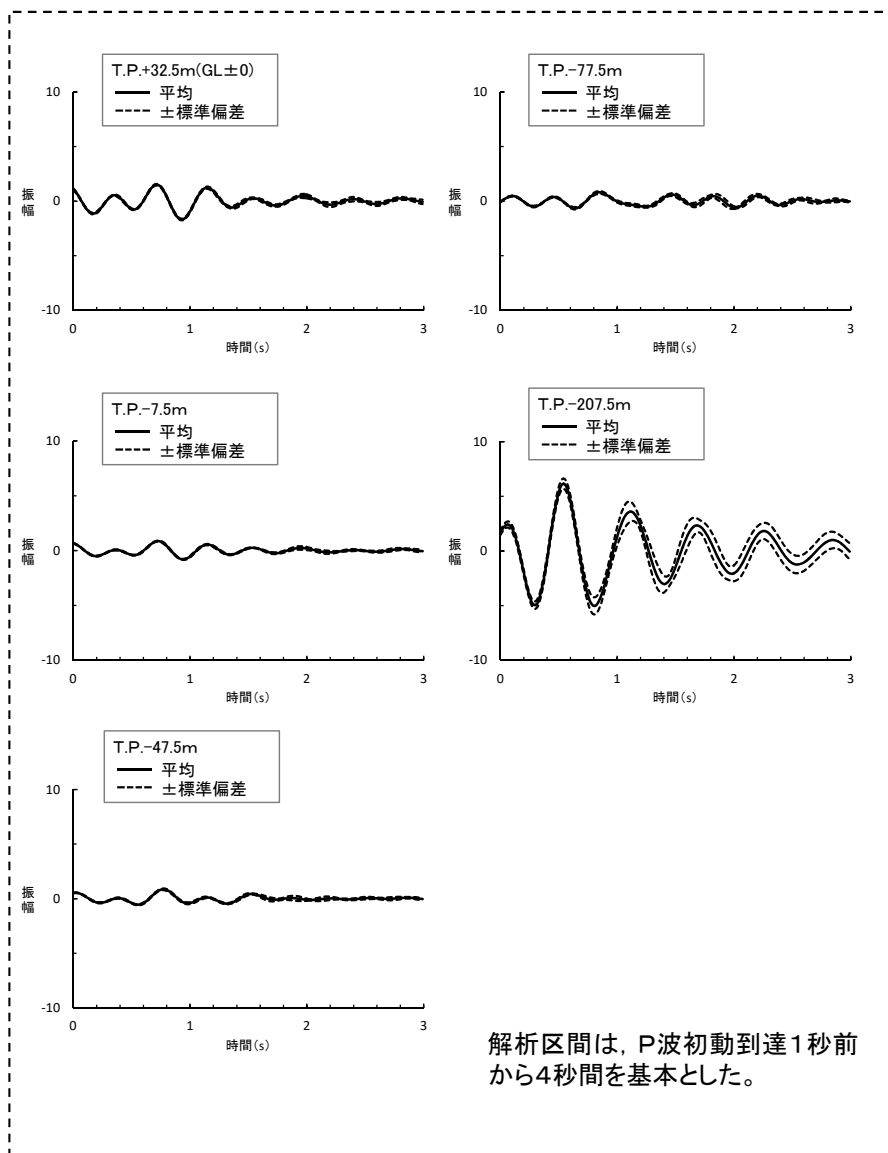 T.P.+32.5m(GL±0)
平均
±標準偏差
10
0
-10
振幅
0
1
2
3
時間(s)
T.P.-77.5m
平均
±標準偏差
10
0
-10
振幅
0
1
2
3
時間(s)
T.P.-7.5m
平均
±標準偏差
10
0
-10
振幅
0
1
2
3
時間(s)
T.P.-207.5m
平均
±標準偏差
10
0
-10
振幅
0
1
2
3
時間(s)
T.P.-47.5m
平均
±標準偏差
10
0
-10
振幅
0
1
2
3
時間(s)
解析区間は，P波初動到達1秒前
から4秒間を基本とした。